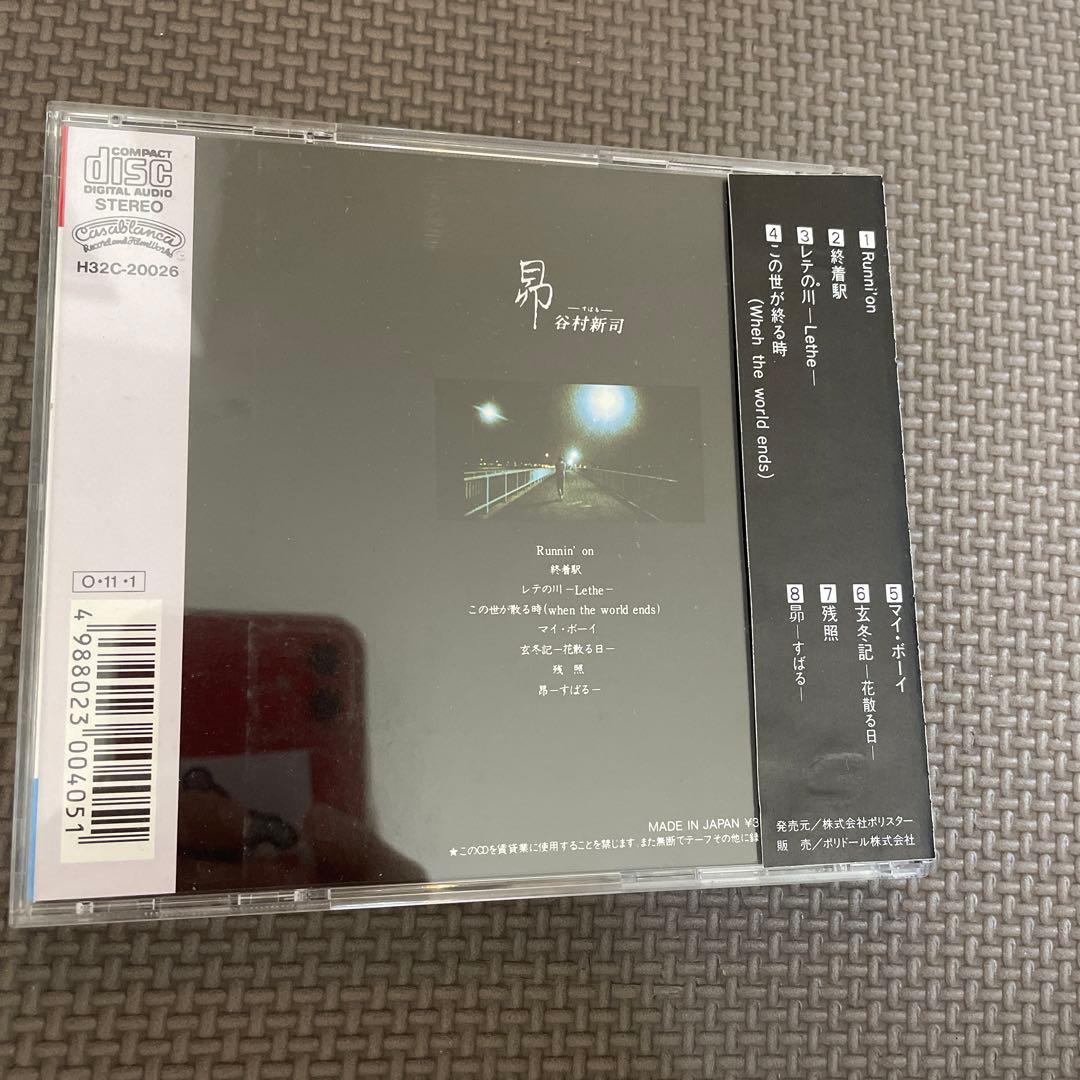 COMPACT
disc
DIGITAL AUDIO
STEREO
Casablanca
Record and FilmWorks
H32C-20026
O・11・1
4 988023 004051
昴
―すばる―
谷村新司
Runnin' on
終着駅
レテの川―Lethe―
この世が散る時(when the world ends)
マイ・ボーイ
玄冬記―花散る日―
残 照
昴―すばる―
MADE IN JAPAN ¥3
★このCDを賃貸業に使用することを禁じます。また無断でテープその他に録
1 Runni'on
2 終着駅
3 レテの川―Lethe―
4 この世が終る時
(Wheh the world ends)
5 マイ・ボーイ
6 玄冬記―花散る日―
7 残照
8 昴―すばる―
発売元/株式会社ポリスター
販 売/ポリドール株式会社